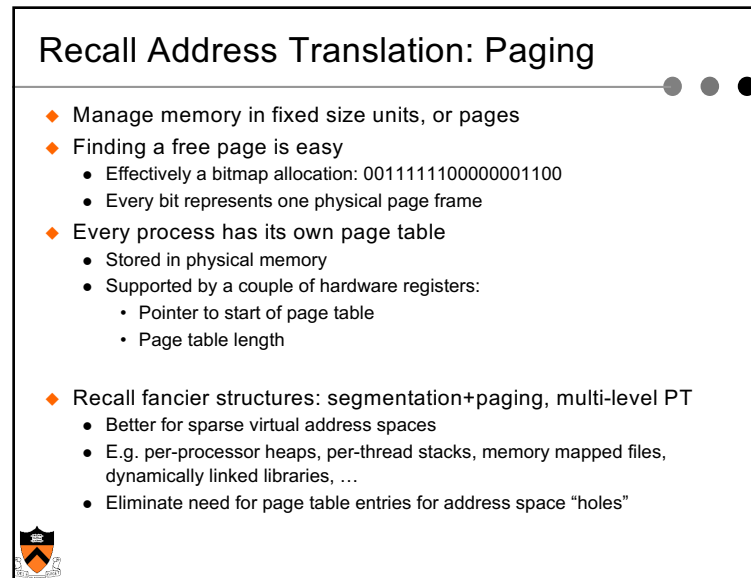 Recall Address Translation: Paging
◆ Manage memory in fixed size units, or pages
◆ Finding a free page is easy
● Effectively a bitmap allocation: 0011111100000001100
● Every bit represents one physical page frame
◆ Every process has its own page table
● Stored in physical memory
● Supported by a couple of hardware registers:
• Pointer to start of page table
• Page table length
◆ Recall fancier structures: segmentation+paging, multi-level PT
● Better for sparse virtual address spaces
● E.g. per-processor heaps, per-thread stacks, memory mapped files,
dynamically linked libraries, …
● Eliminate need for page table entries for address space “holes”